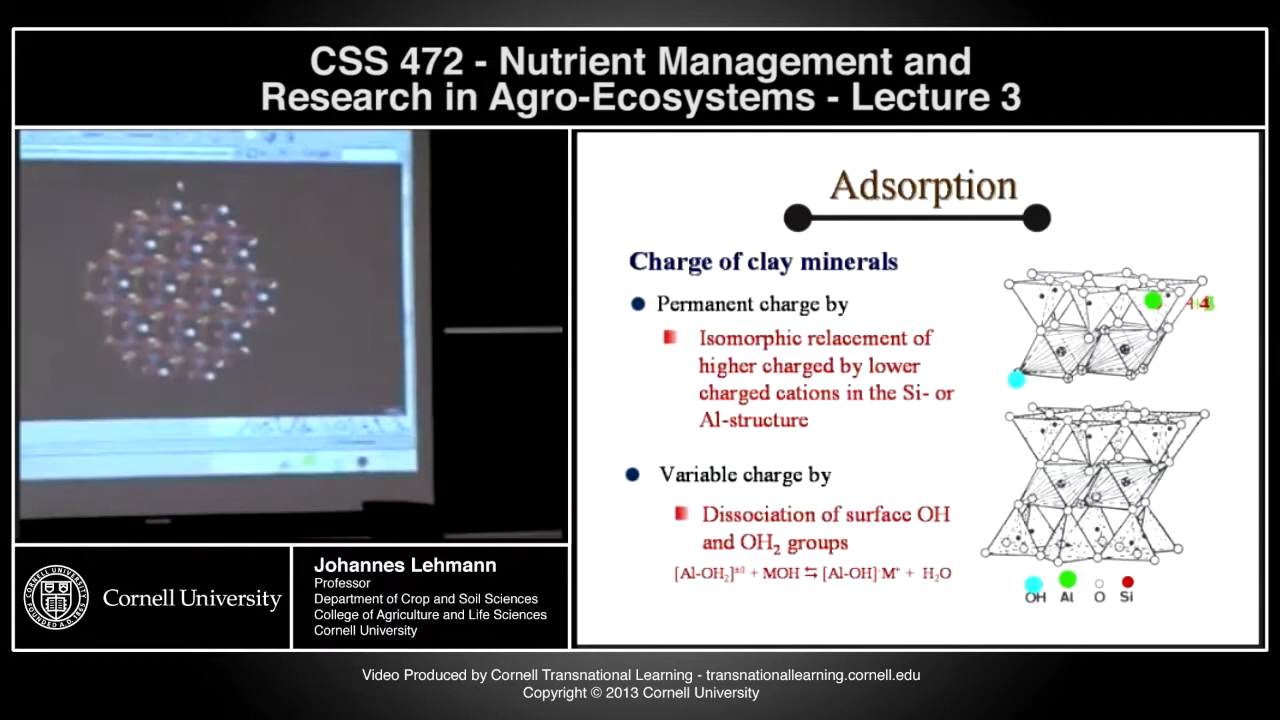 CSS 472 - Nutrient Management and
Research in Agro-Ecosystems - Lecture 3
Adsorption
Charge of clay minerals
Permanent charge by
Isomorphic relacement of
higher charged by lower
charged cations in the Si- or
Al-structure
Variable charge by
Dissociation of surface OH
and OH₂ groups
[Al-OH₂]±⁰ + MOH ⇆ [Al-OH]⁻M⁺ + H₂O
OH Al O Si
Cornell University
Johannes Lehmann
Professor
Department of Crop and Soil Sciences
College of Agriculture and Life Sciences
Cornell University
Video Produced by Cornell Transnational Learning - transnationallearning.cornell.edu
Copyright © 2013 Cornell University